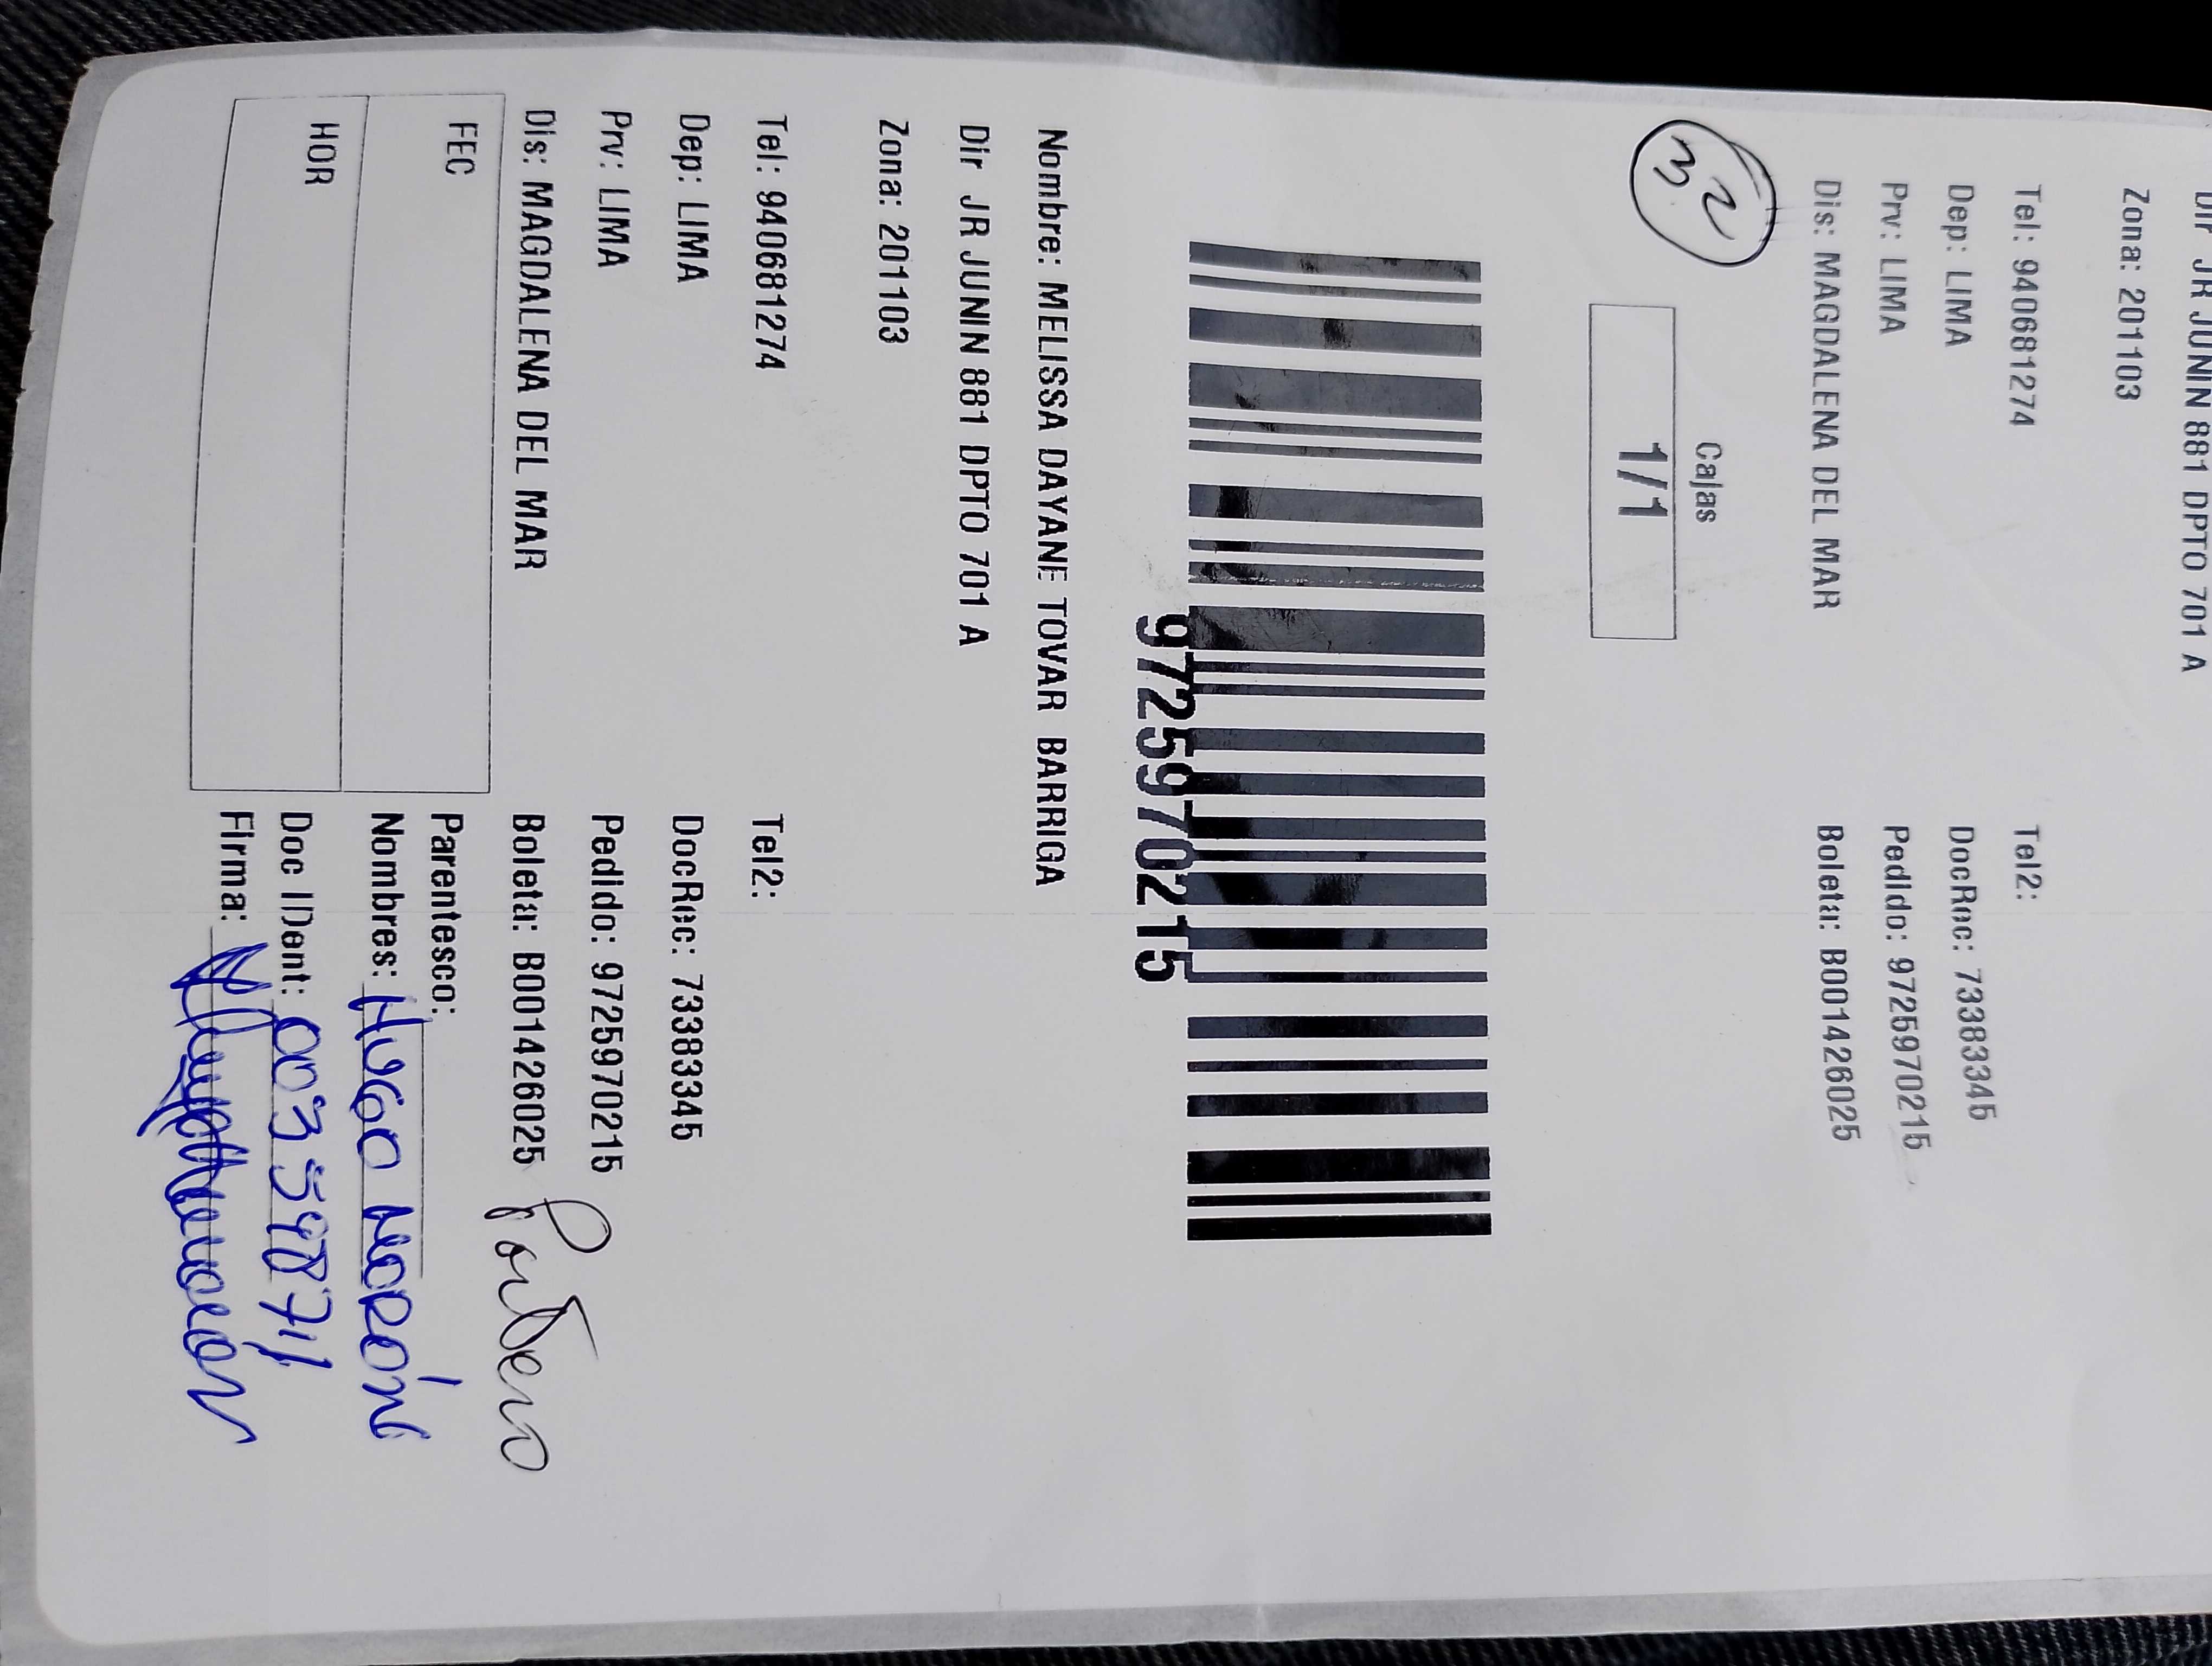 Dir JR JUNIN 881 DPTO 701 A
Zona: 201103
Tel: 940681274 Tel2:
Dep: LIMA DocRec: 73383345
Prv: LIMA Pedido: 9725970215
Dis: MAGDALENA DEL MAR Boleta: B001426025
32
Cajas
1/1
9725970215
Nombre: MELISSA DAYANE TOVAR BARRIGA
Dir JR JUNIN 881 DPTO 701 A
Zona: 201103
Tel: 940681274 Tel2:
Dep: LIMA DocRec: 73383345
Prv: LIMA Pedido: 9725970215
Dis: MAGDALENA DEL MAR Boleta: B001426025
Portero
FEC Parentesco:
Nombres: HUGO MORÓN
HOR Doc IDent:
Firma: